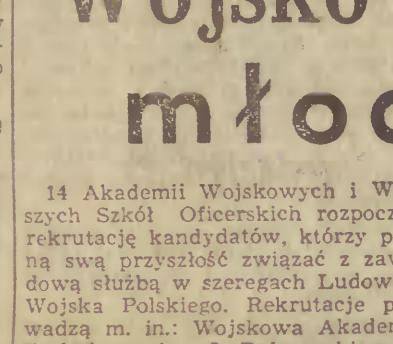 Wojsko
młod
14 Akademii Wojskowych i W
szych Szkół Oficerskich rozpocz
rekrutację kandydatów, którzy p
ną swą przyszłość związać z zaw
dową służbą w szeregach Ludow
Wojska Polskiego. Rekrutacje p
wadzą m. in.: Wojskowa Akadem